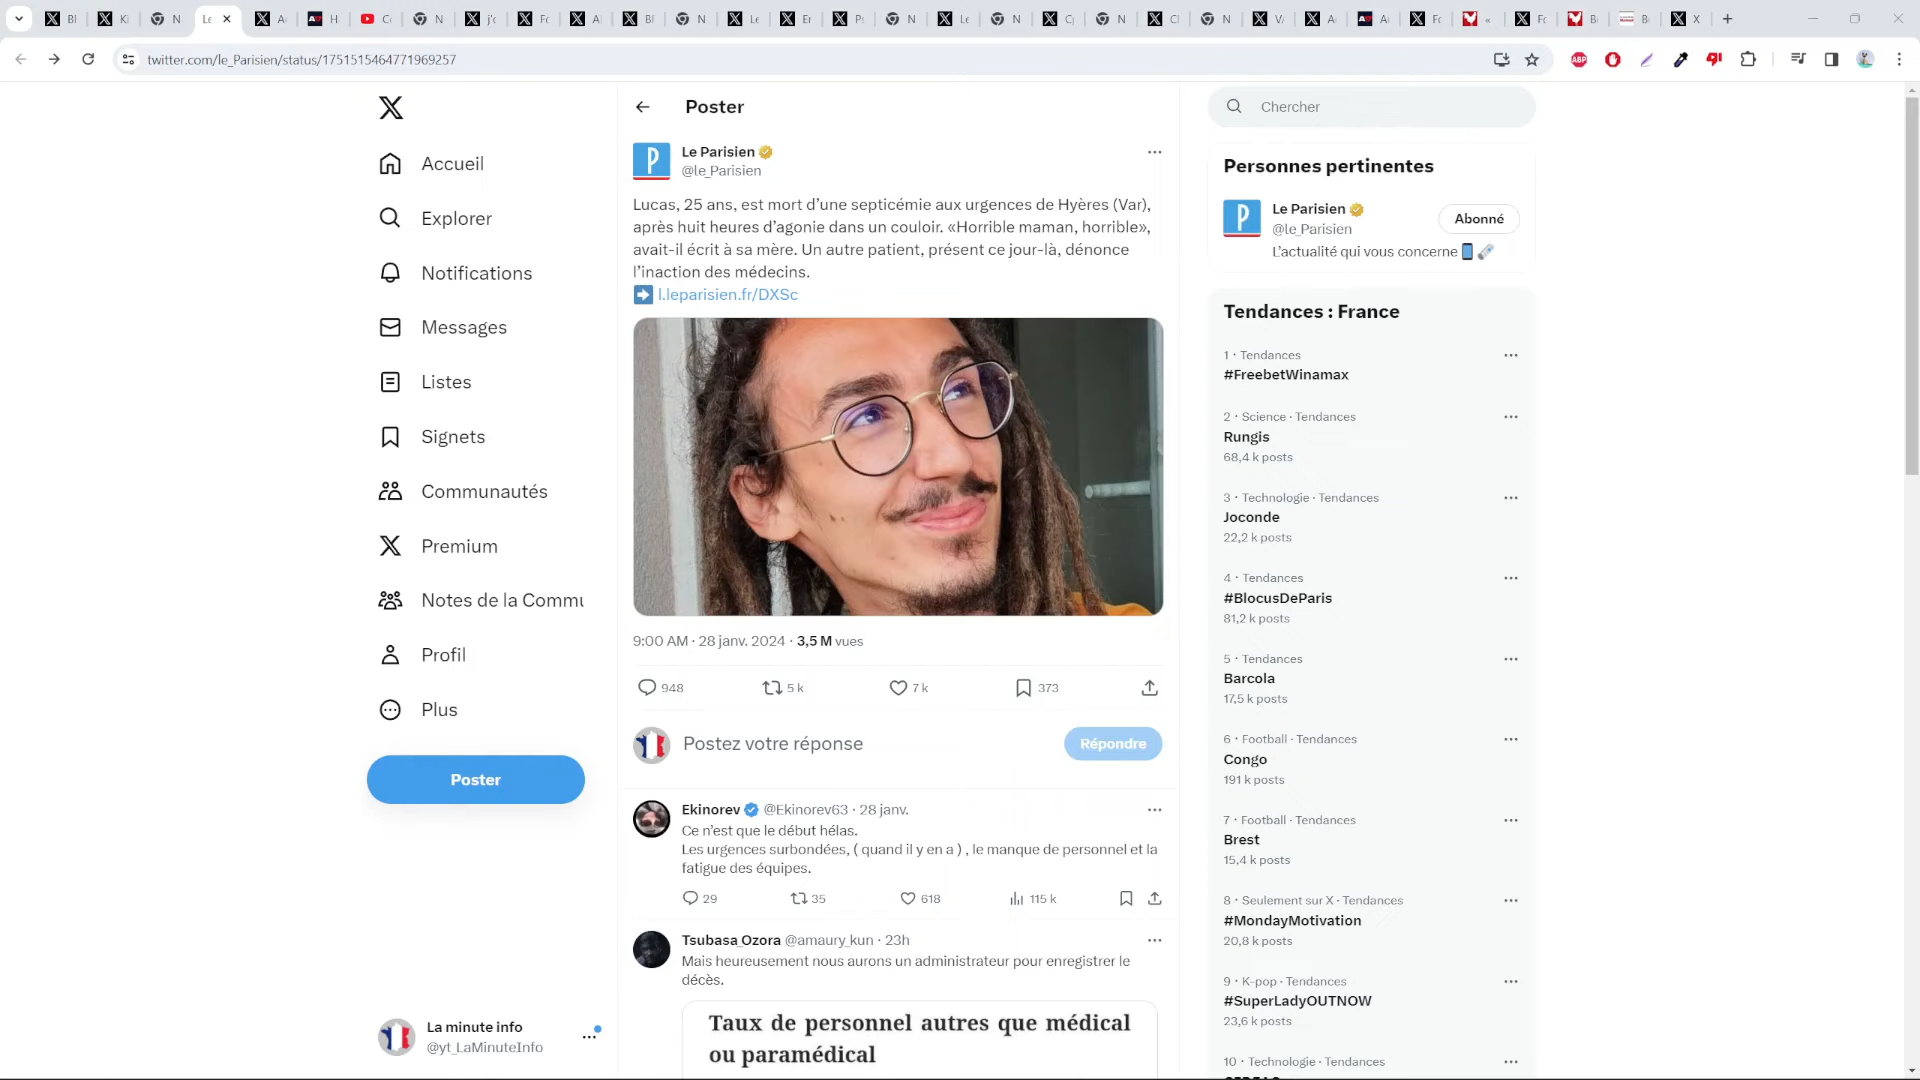 twitter.com/le_Parisien/status/1751515464771969257
Accueil
Explorer
Notifications
Messages
Listes
Signets
Communautés
Premium
Notes de la Commu
Profil
Plus
Poster
La minute info
@yt_LaMinuteInfo
Poster
Le Parisien
@le_Parisien
Lucas, 25 ans, est mort d’une septicémie aux urgences de Hyères (Var),
après huit heures d’agonie dans un couloir. «Horrible maman, horrible»,
avait-il écrit à sa mère. Un autre patient, présent ce jour-là, dénonce
l’inaction des médecins.
l.leparisien.fr/DXSc
9:00 AM · 28 janv. 2024 · 3,5 M vues
948 5 k 7 k 373
Postez votre réponse
Répondre
Ekinorev @Ekinorev63 · 28 janv.
Ce n’est que le début hélas.
Les urgences surbondées, ( quand il y en a ) , le manque de personnel et la
fatigue des équipes.
29 35 618 115 k
Tsubasa_Ozora @amaury_kun · 23h
Mais heureusement nous aurons un administrateur pour enregistrer le
décès.
Taux de personnel autres que médical
ou paramédical
Chercher
Personnes pertinentes
Le Parisien
@le_Parisien
Abonné
L’actualité qui vous concerne
Tendances : France
1 · Tendances
#FreebetWinamax
2 · Science · Tendances
Rungis
68,4 k posts
3 · Technologie · Tendances
Joconde
22,2 k posts
4 · Tendances
#BlocusDeParis
81,2 k posts
5 · Tendances
Barcola
17,5 k posts
6 · Football · Tendances
Congo
191 k posts
7 · Football · Tendances
Brest
15,4 k posts
8 · Seulement sur X · Tendances
#MondayMotivation
20,8 k posts
9 · K-pop · Tendances
#SuperLadyOUTNOW
23,6 k posts
10 · Technologie · Tendances